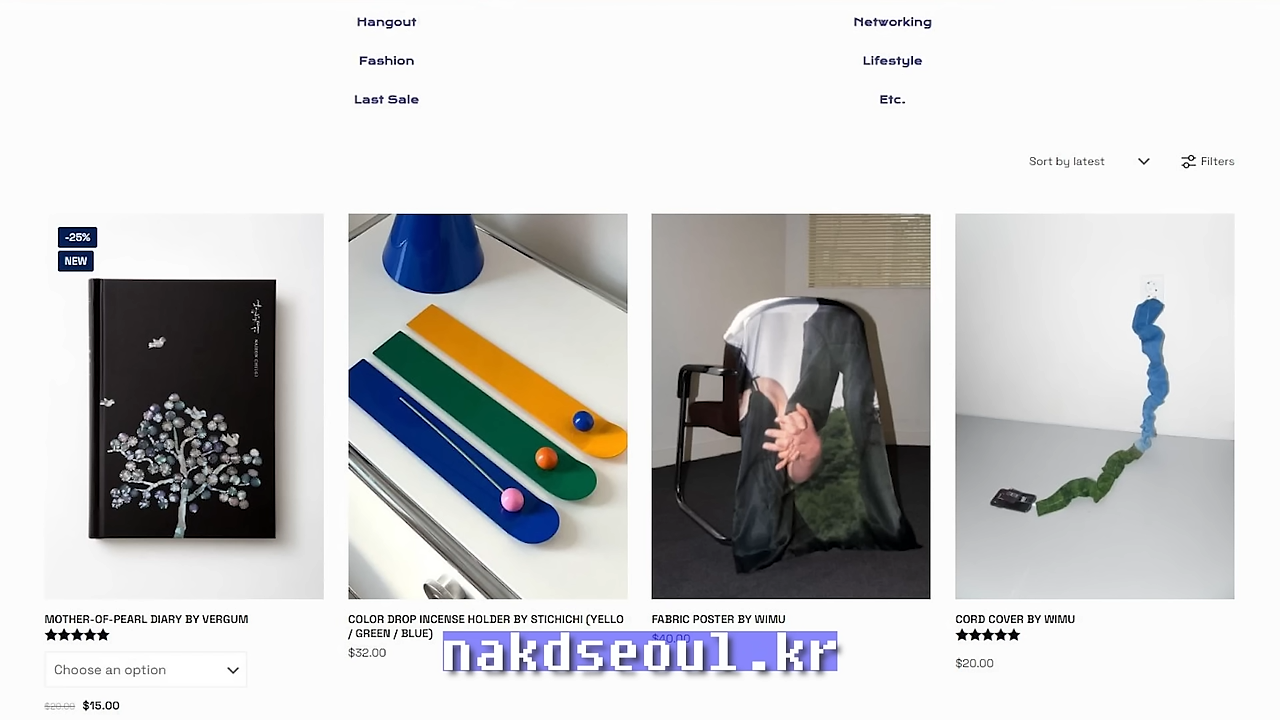 Hangout
Networking
Fashion
Lifestyle
Last Sale
Etc.
Sort by latest
Filters
-25%
NEW
MOTHER-OF-PEARL DIARY BY VERGUM
Choose an option
$20.00 $15.00
COLOR DROP INCENSE HOLDER BY STICHICHI (YELLO
/ GREEN / BLUE)
$32.00
FABRIC POSTER BY WIMU
$40.00
CORD COVER BY WIMU
$20.00
nakdseoul.kr